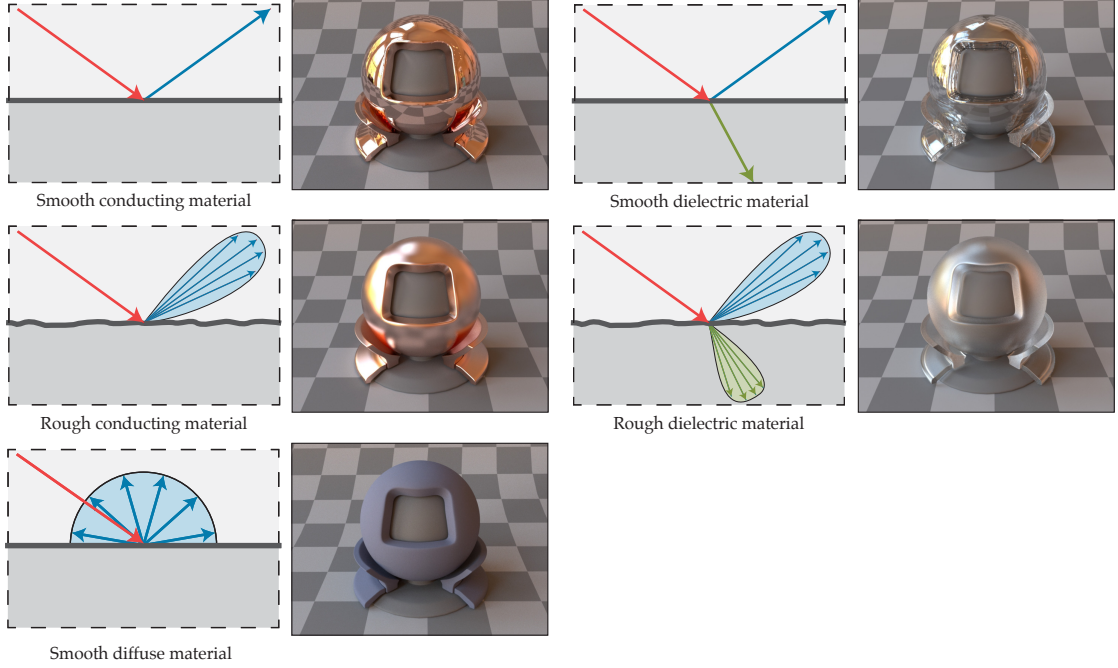 Smooth conducting material
Smooth dielectric material
Rough conducting material
Rough dielectric material
Smooth diffuse material